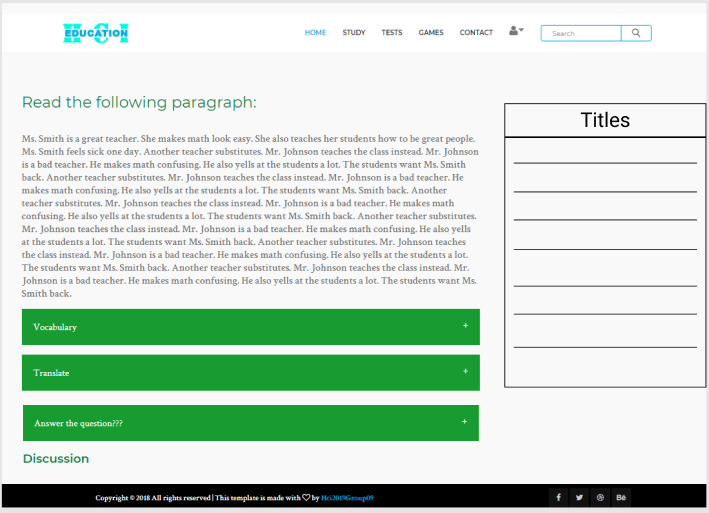 HCI
EDUCATION
HOME STUDY TESTS GAMES CONTACT Search
Read the following paragraph:
Ms. Smith is a great teacher. She makes math look easy. She also teaches her students how to be great people.
Ms. Smith feels sick one day. Another teacher substitutes. Mr. Johnson teaches the class instead. Mr. Johnson
is a bad teacher. He makes math confusing. He also yells at the students a lot. The students want Ms. Smith
back. Another teacher substitutes. Mr. Johnson teaches the class instead. Mr. Johnson is a bad teacher. He
makes math confusing. He also yells at the students a lot. The students want Ms. Smith back. Another
teacher substitutes. Mr. Johnson teaches the class instead. Mr. Johnson is a bad teacher. He makes math
confusing. He also yells at the students a lot. The students want Ms. Smith back. Another teacher substitutes.
Mr. Johnson teaches the class instead. Mr. Johnson is a bad teacher. He makes math confusing. He also yells
at the students a lot. The students want Ms. Smith back. Another teacher substitutes. Mr. Johnson teaches
the class instead. Mr. Johnson is a bad teacher. He makes math confusing. He also yells at the students a lot.
The students want Ms. Smith back. Another teacher substitutes. Mr. Johnson teaches the class instead. Mr.
Johnson is a bad teacher. He makes math confusing. He also yells at the students a lot. The students want Ms.
Smith back.
Titles
Vocabulary +
Translate +
Answer the question??? +
Discussion
Copyright © 2018 All rights reserved | This template is made with ♡ by Hci2019Group09